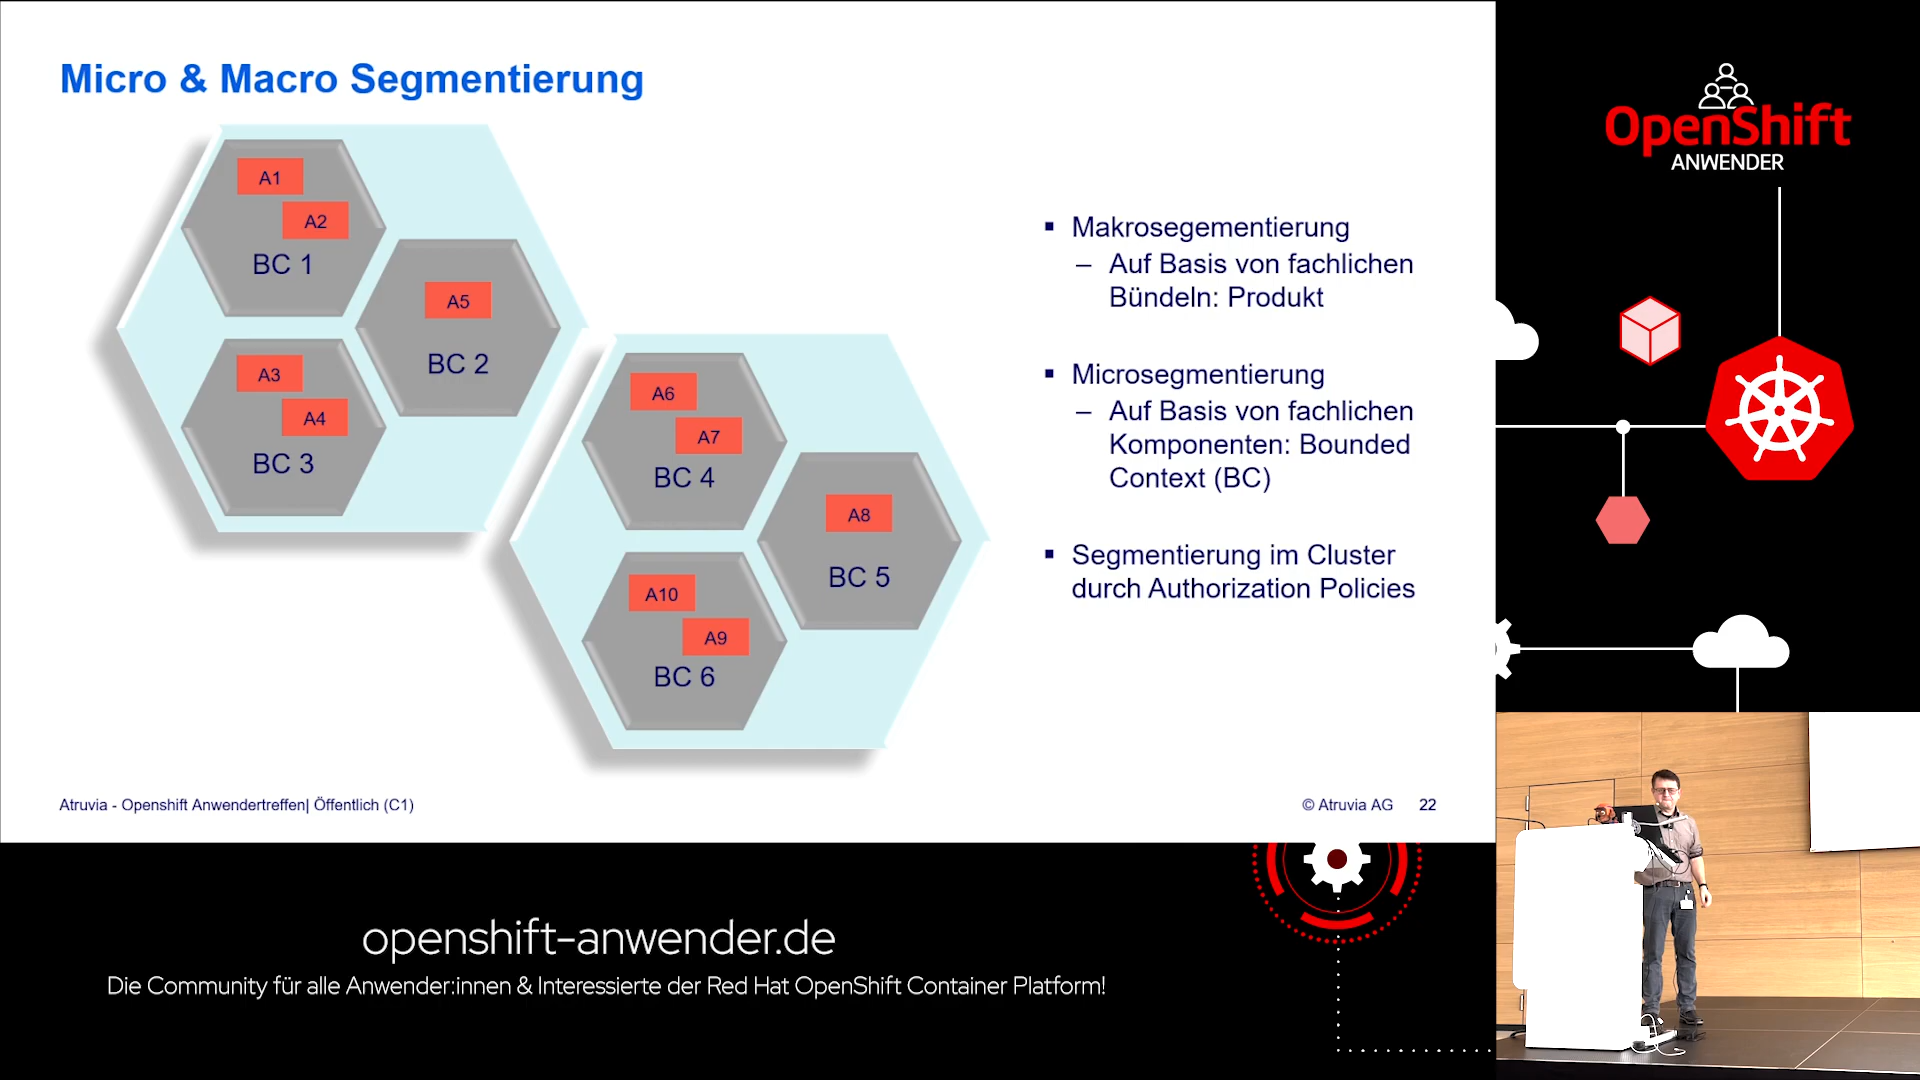 Micro & Macro Segmentierung
A1
A2
BC 1
A5
BC 2
A3
A4
BC 3
A6
A7
BC 4
A8
BC 5
A10
A9
BC 6
▪ Makrosegementierung
– Auf Basis von fachlichen
Bündeln: Produkt
▪ Microsegmentierung
– Auf Basis von fachlichen
Komponenten: Bounded
Context (BC)
▪ Segmentierung im Cluster
durch Authorization Policies
Atruvia - Openshift Anwendertreffen| Öffentlich (C1)
© Atruvia AG 22
OpenShift
ANWENDER
openshift-anwender.de
Die Community für alle Anwender:innen & Interessierte der Red Hat OpenShift Container Platform!